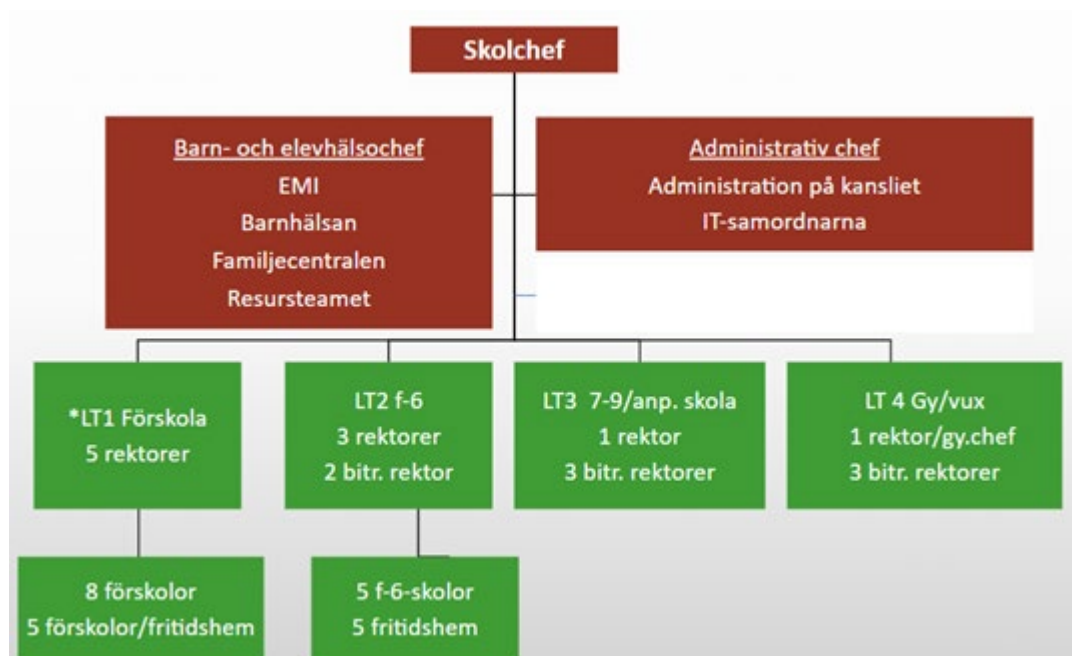 Skolchef
Barn- och elevhälsochef
EMI
Barnhälsan
Familjecentralen
Resursteamet
Administrativ chef
Administration på kansliet
IT-samordnarna
*LT1 Förskola
5 rektorer
LT2 f-6
3 rektorer
2 bitr. rektor
LT3 7-9/anp. skola
1 rektor
3 bitr. rektorer
LT 4 Gy/vux
1 rektor/gy.chef
3 bitr. rektorer
8 förskolor
5 förskolor/fritidshem
5 f-6-skolor
5 fritidshem